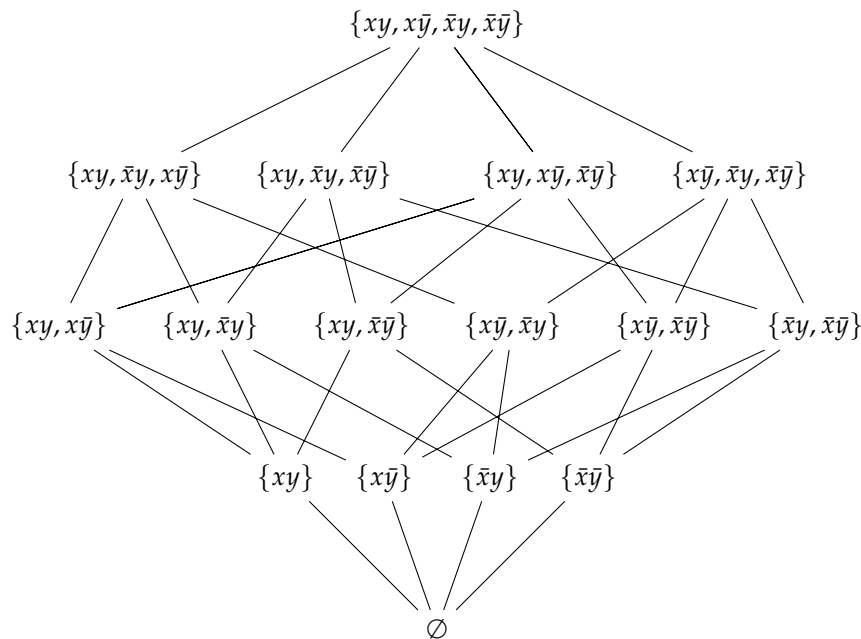 {xy, xȳ, x̄y, x̄ȳ}
{xy, x̄y, xȳ} {xy, x̄y, x̄ȳ} {xy, xȳ, x̄ȳ} {xȳ, x̄y, x̄ȳ}
{xy, xȳ} {xy, x̄y} {xy, x̄ȳ} {xȳ, x̄y} {xȳ, x̄ȳ} {x̄y, x̄ȳ}
{xy} {xȳ} {x̄y} {x̄ȳ}
∅